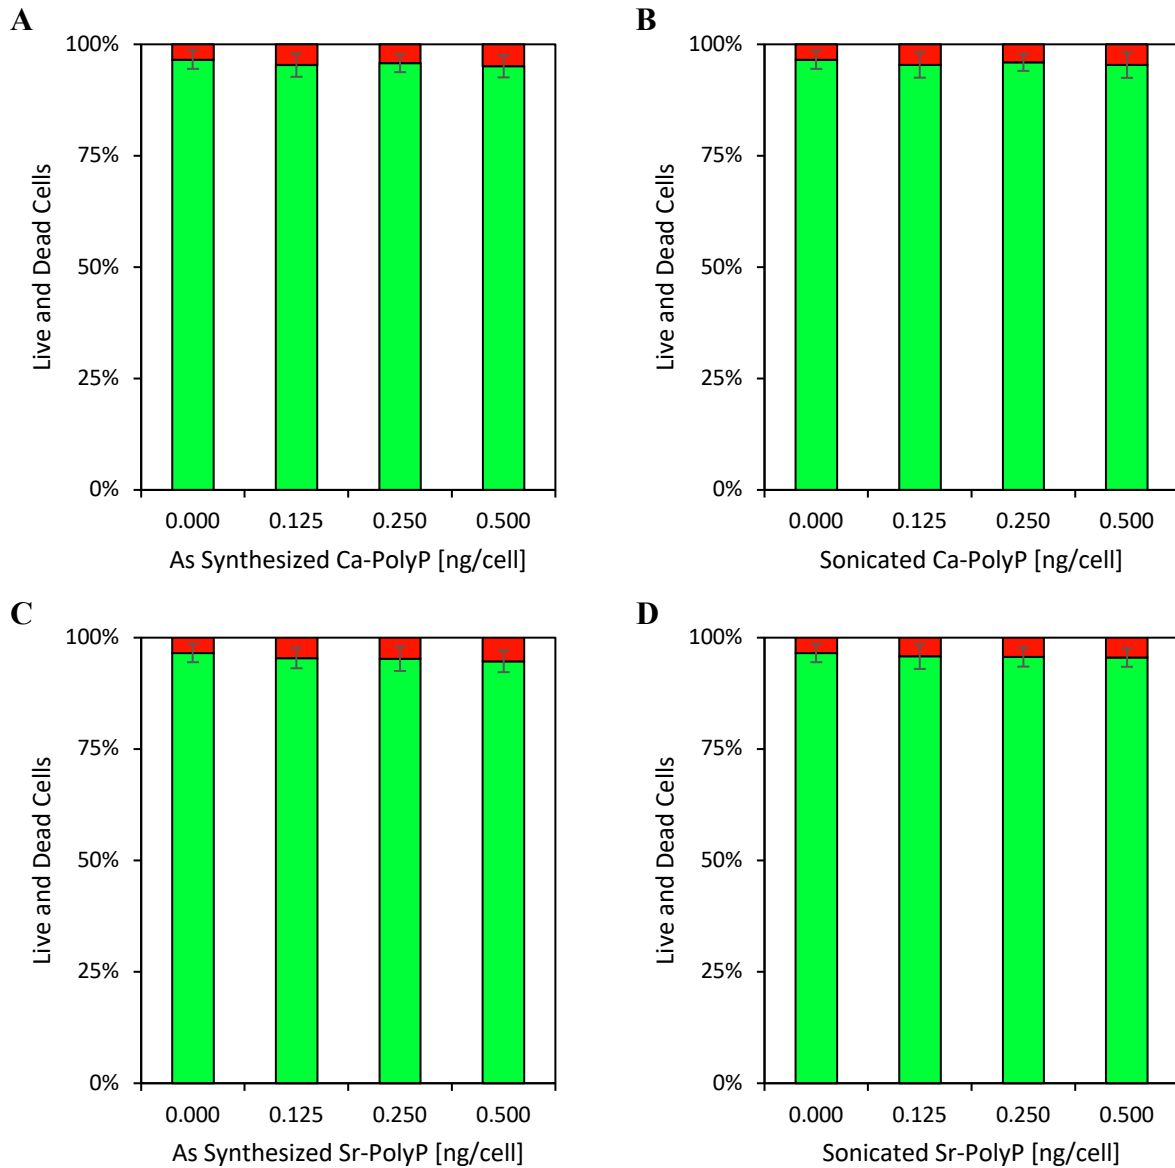 A
100%
75%
50%
25%
0%
Live and Dead Cells
0.000 0.125 0.250 0.500
As Synthesized Ca-PolyP [ng/cell]
B
100%
75%
50%
25%
0%
Live and Dead Cells
0.000 0.125 0.250 0.500
Sonicated Ca-PolyP [ng/cell]
C
100%
75%
50%
25%
0%
Live and Dead Cells
0.000 0.125 0.250 0.500
As Synthesized Sr-PolyP [ng/cell]
D
100%
75%
50%
25%
0%
Live and Dead Cells
0.000 0.125 0.250 0.500
Sonicated Sr-PolyP [ng/cell]